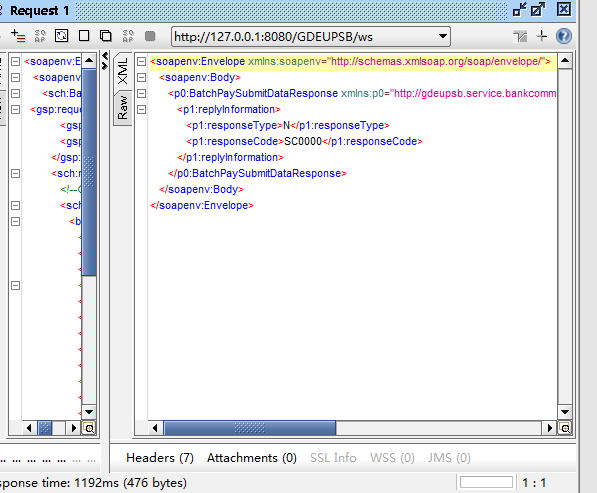 Request 1
http://127.0.0.1:8080/GDEUPSB/ws
<soapenv:E
<soapenv
<sch:Ba
<gsp:reque
<gsp
<gsp
</gsp:requ
<sch:r
<!--O
<sch
<b
XML
Raw
<soapenv:Envelope xmlns:soapenv="http://schemas.xmlsoap.org/soap/envelope/">
<soapenv:Body>
<p0:BatchPaySubmitDataResponse xmlns:p0="http://gdeupsb.service.bankcomm
<p1:replyInformation>
<p1:responseType>N</p1:responseType>
<p1:responseCode>SC0000</p1:responseCode>
</p1:replyInformation>
</p0:BatchPaySubmitDataResponse>
</soapenv:Body>
</soapenv:Envelope>
Headers (7) Attachments (0) SSL Info WSS (0) JMS (0)
sponse time: 1192ms (476 bytes)
1 : 1